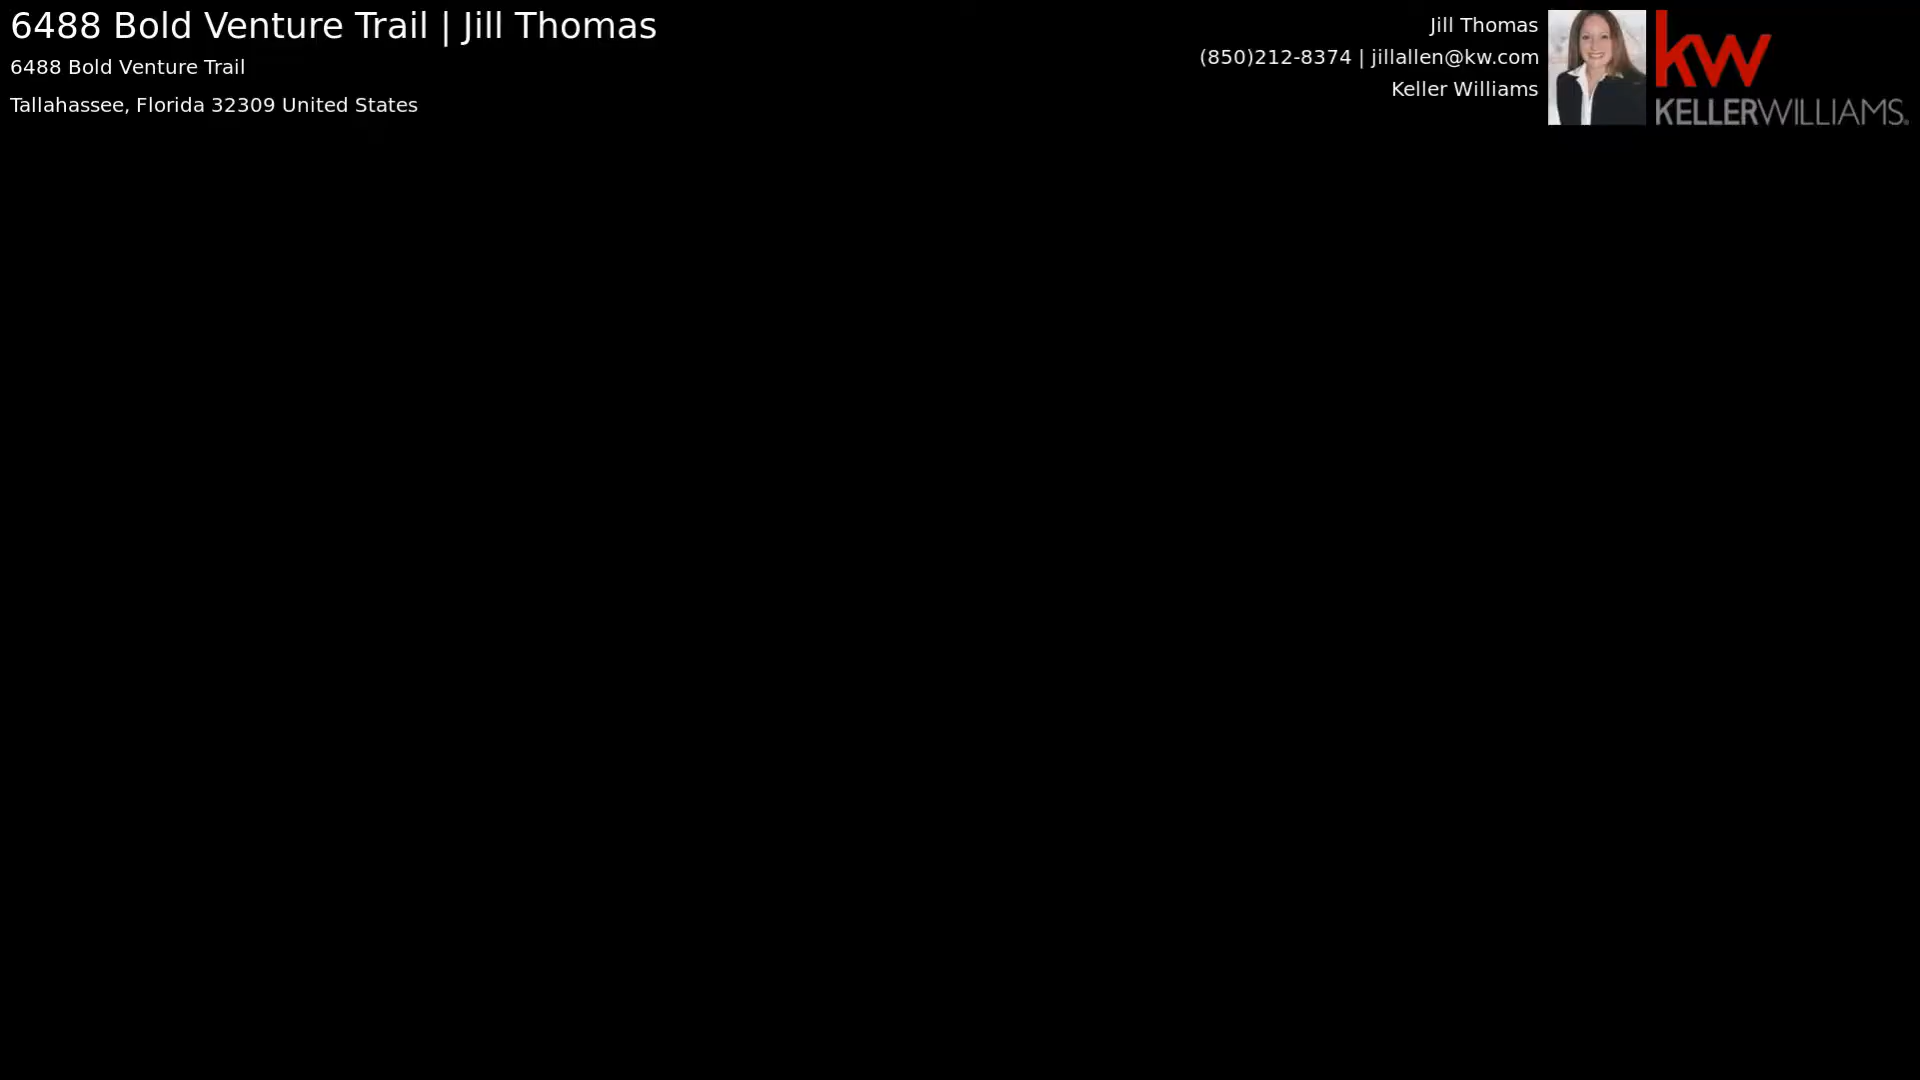 6488 Bold Venture Trail | Jill Thomas
6488 Bold Venture Trail
Tallahassee, Florida 32309 United States
Jill Thomas
(850)212-8374 | jillallen@kw.com
Keller Williams
kw
KELLERWILLIAMS®